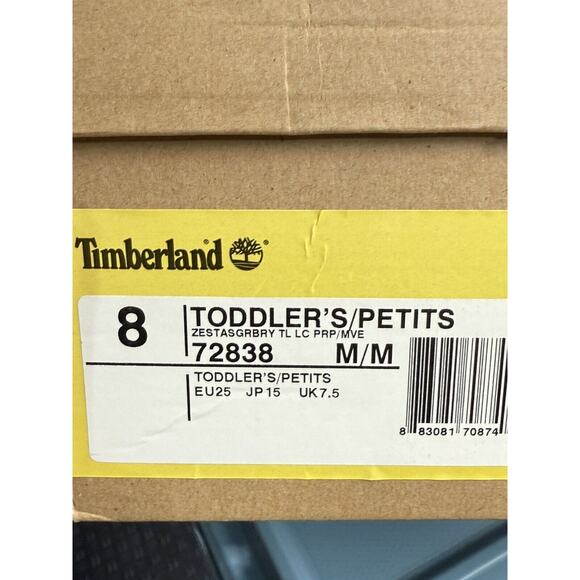 Timberland®
8
TODDLER'S/PETITS
ZESTASGRBRY TL LC PRP/MVE
72838 M/M
TODDLER'S/PETITS
EU25 JP15 UK7.5
8 83081 70874